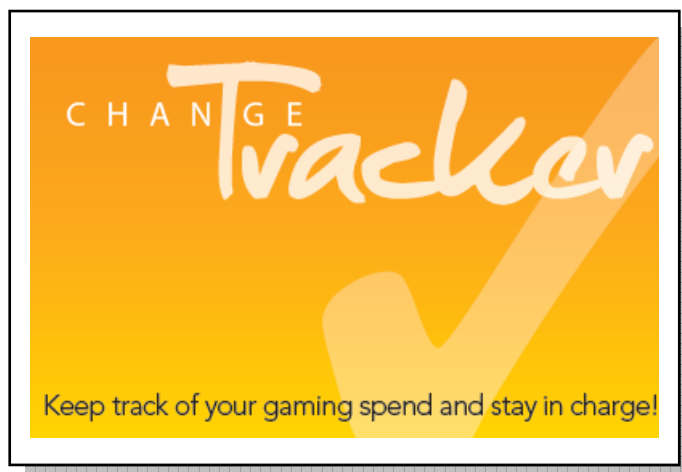 CHANGE
Tracker
Keep track of your gaming spend and stay in charge!